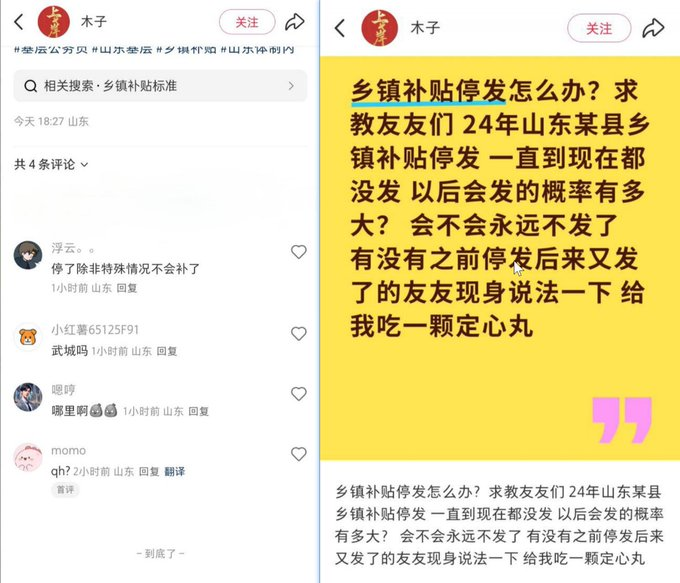 木子
关注
#基层公务员 #山东基层 #乡镇补贴 #山东体制内
相关搜索·乡镇补贴标准
今天 18:27 山东
共 4 条评论
浮云。。
停了除非特殊情况不会补了
1小时前 山东 回复
小红薯65125F91
武城吗 1小时前 山东 回复
嗯哼
哪里啊 1小时前 山东 回复
momo
qh? 2小时前 山东 回复 翻译
首评
- 到底了 -
上岸
木子
关注
乡镇补贴停发怎么办？求
教友友们 24年山东某县乡
镇补贴停发 一直到现在都
没发 以后会发的概率有多
大？ 会不会永远不发了
有没有之前停发后来又发
了的友友现身说法一下 给
我吃一颗定心丸
乡镇补贴停发怎么办？求教友友们 24年山东某县
乡镇补贴停发 一直到现在都没发 以后会发的概率
有多大？ 会不会永远不发了 有没有之前停发后来
又发了的友友现身说法一下 给我吃一颗定心丸